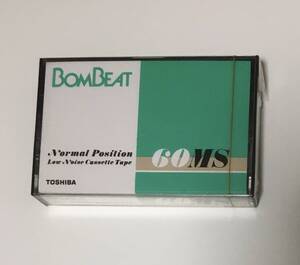 BOMBEAT
Normal Position
Low Noise Cassette Tape
60MS
TOSHIBA